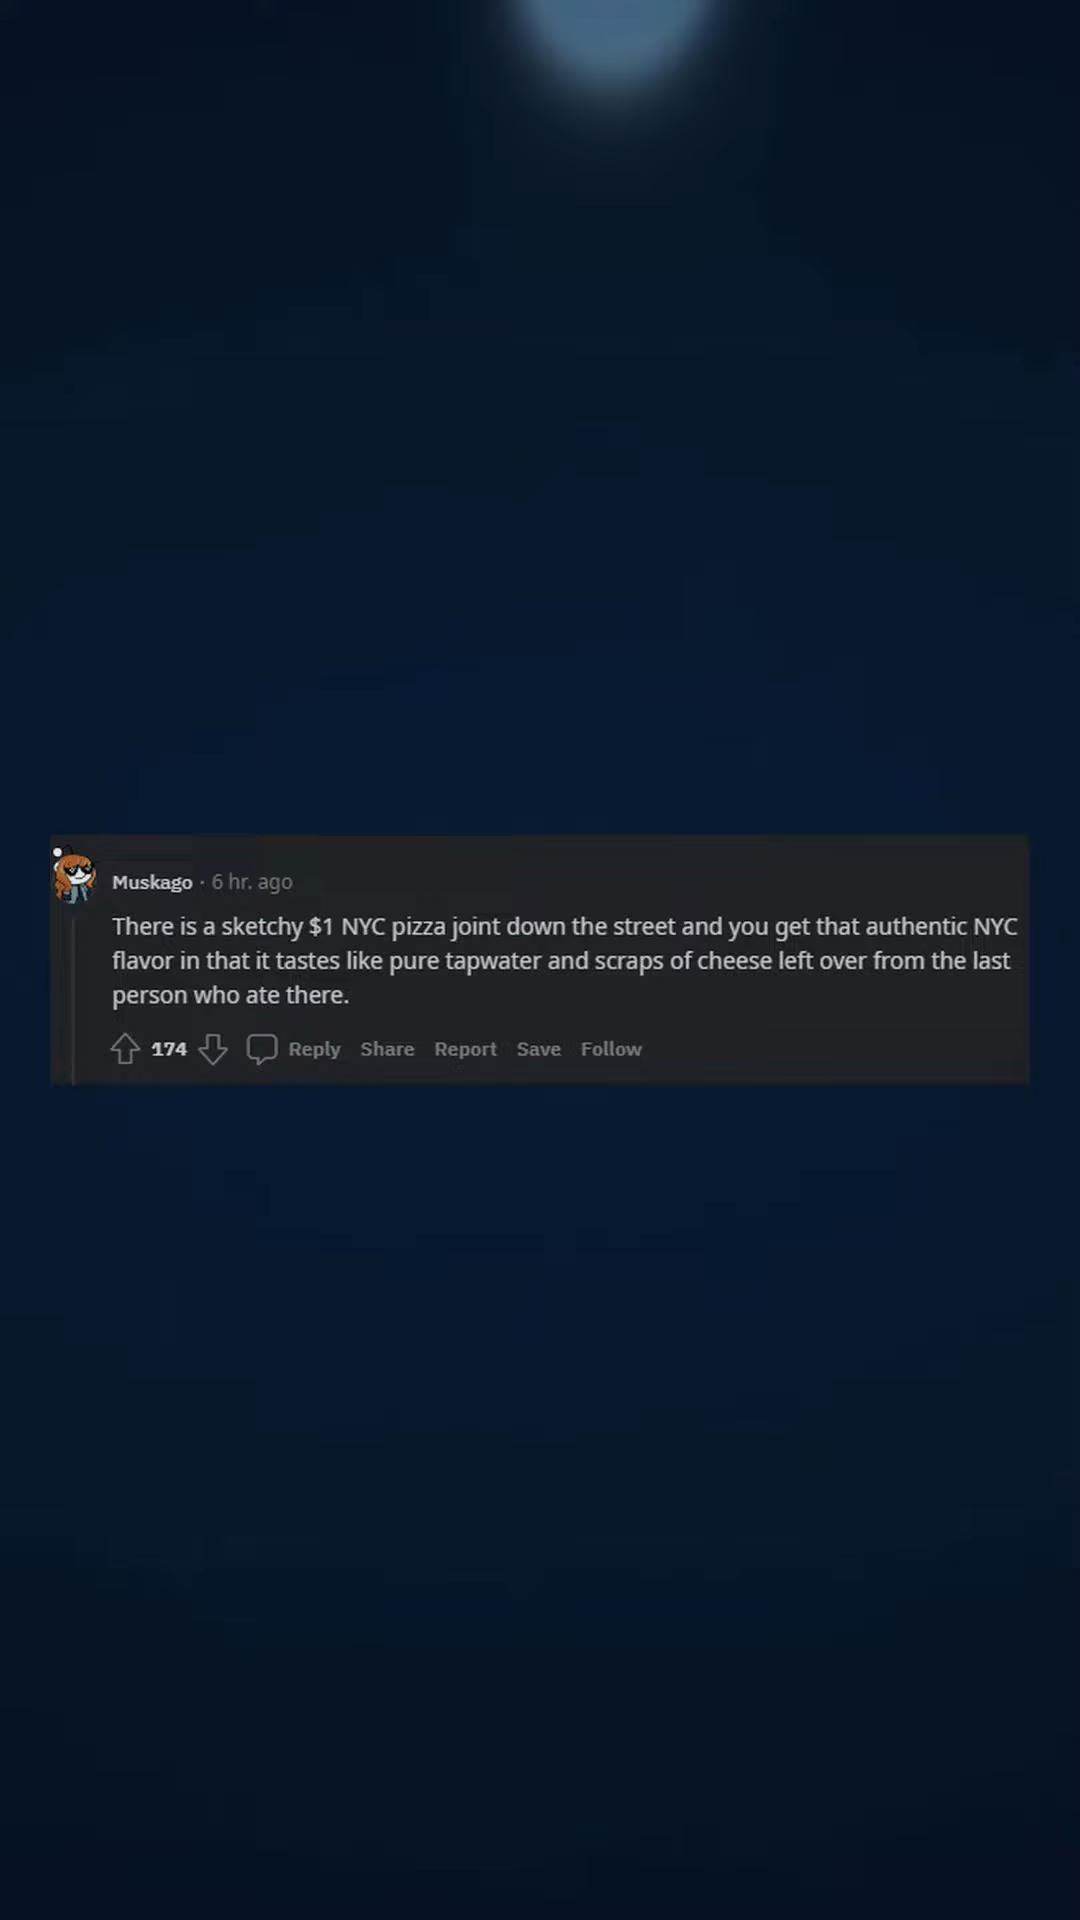 Muskago · 6 hr. ago
There is a sketchy $1 NYC pizza joint down the street and you get that authentic NYC
flavor in that it tastes like pure tapwater and scraps of cheese left over from the last
person who ate there.
174 Reply Share Report Save Follow